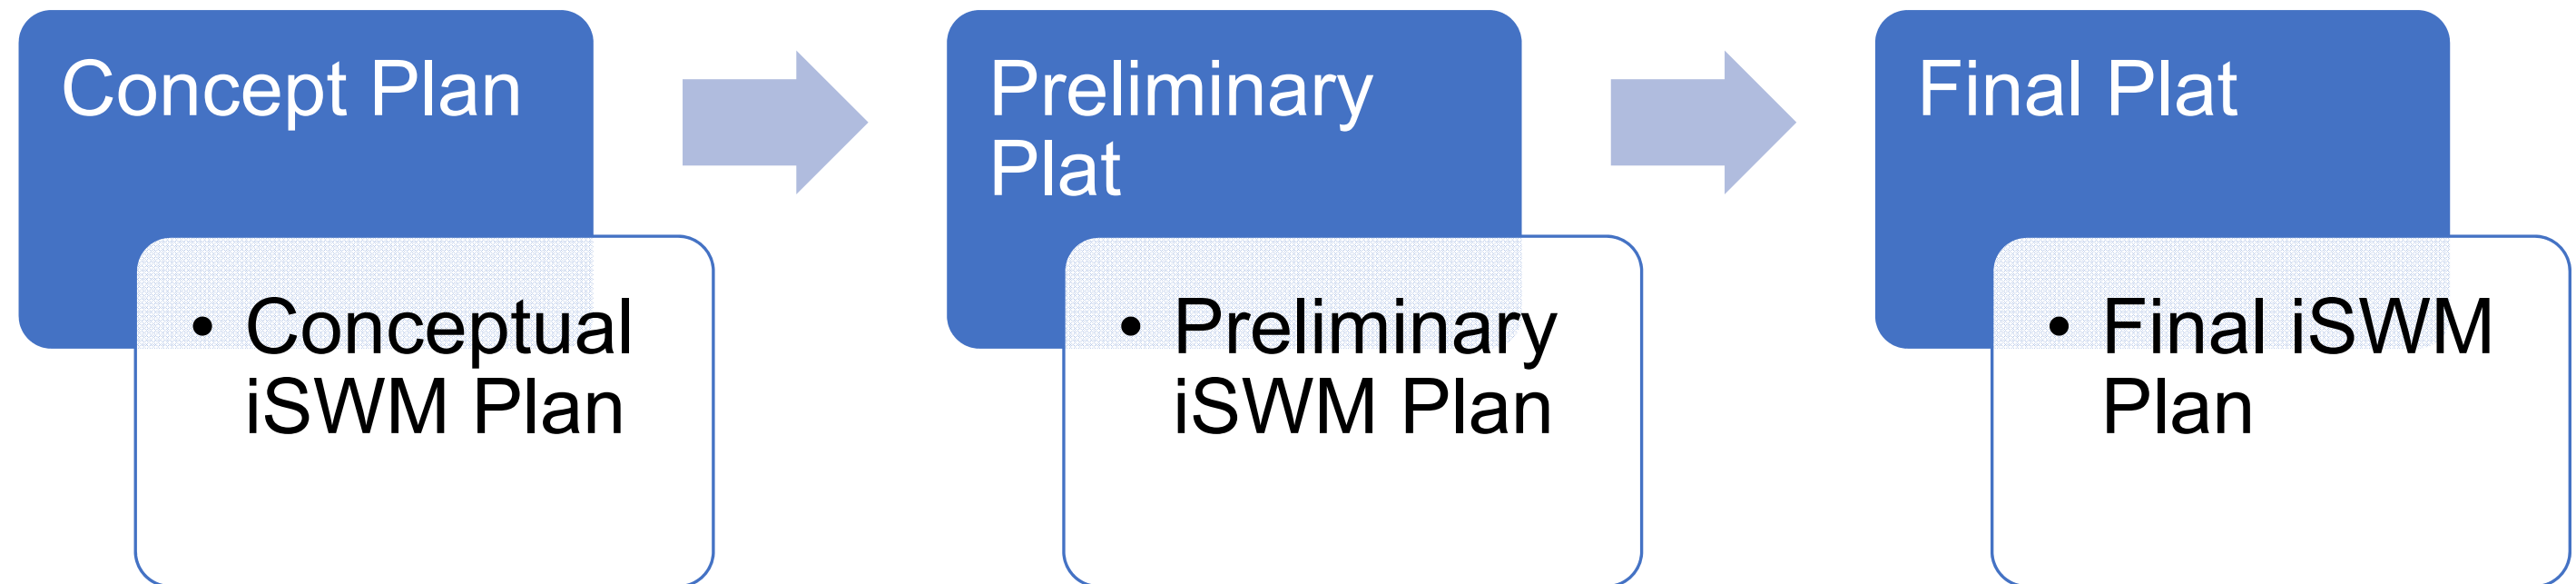 Concept Plan
• Conceptual
iSWM Plan
Preliminary
Plat
• Preliminary
iSWM Plan
Final Plat
• Final iSWM
Plan